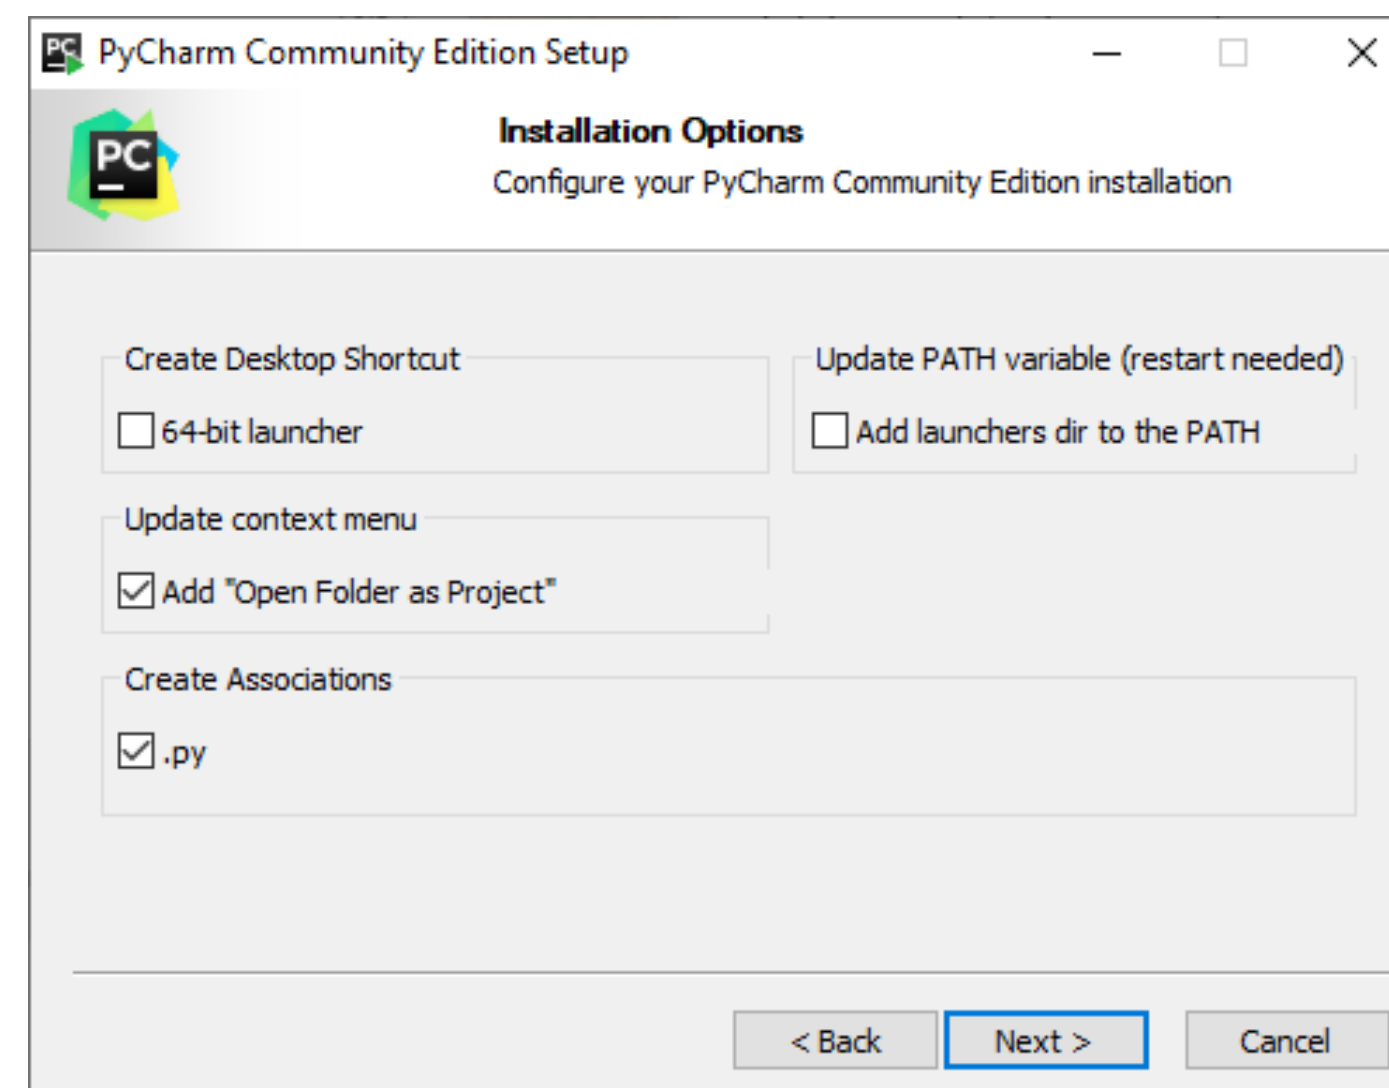 PC PyCharm Community Edition Setup
PC
Installation Options
Configure your PyCharm Community Edition installation
Create Desktop Shortcut
64-bit launcher
Update PATH variable (restart needed)
Add launchers dir to the PATH
Update context menu
Add "Open Folder as Project"
Create Associations
.py
< Back
Next >
Cancel